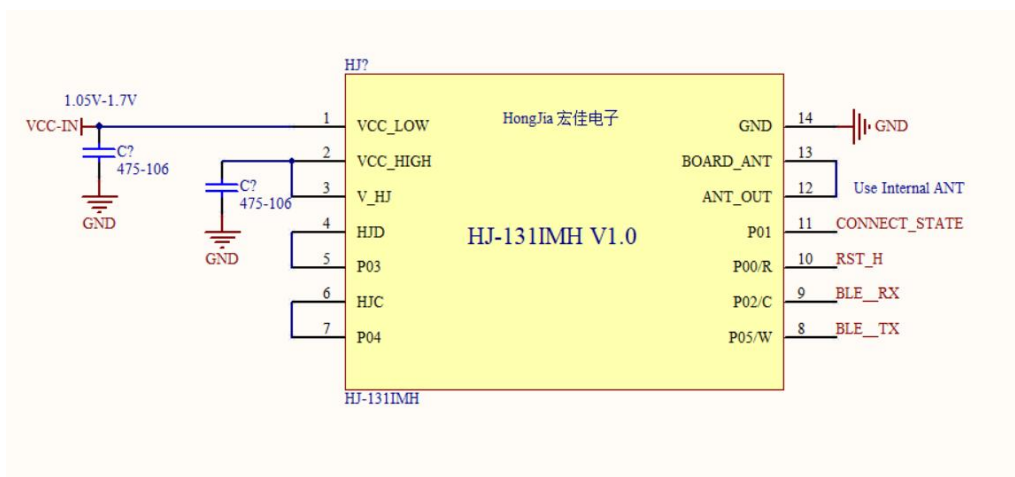 HJ?
1.05V-1.7V
VCC-IN
C?
475-106
GND
C?
475-106
GND
1 VCC_LOW
2 VCC_HIGH
3 V_HJ
4 HJD
5 P03
6 HJC
7 P04
HongJia 宏佳电子
HJ-131IMH V1.0
GND 14 GND
BOARD_ANT 13
ANT_OUT 12
Use Internal ANT
P01 11 CONNECT_STATE
P00/R 10 RST_H
P02/C 9 BLE__RX
P05/W 8 BLE__TX
HJ-131IMH